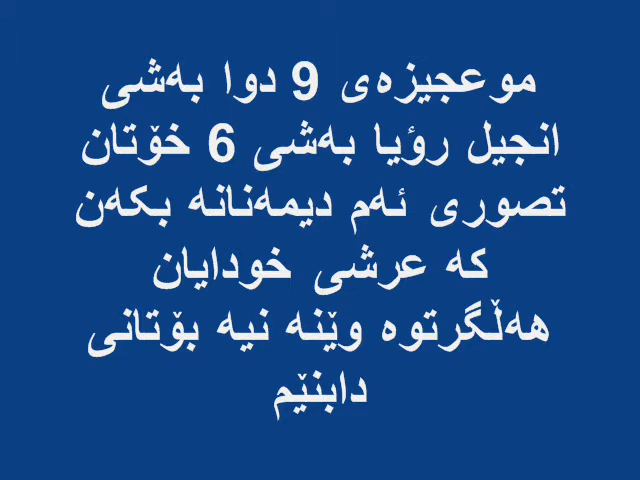 موعجیزەی 9 دوا بەشی
انجیل رؤیا بەشی 6 خۆتان
تصوری ئەم دیمەنانە بکەن
کە عرشی خودایان
هەڵگرتوە وێنە نیە بۆتانی
دابنێم